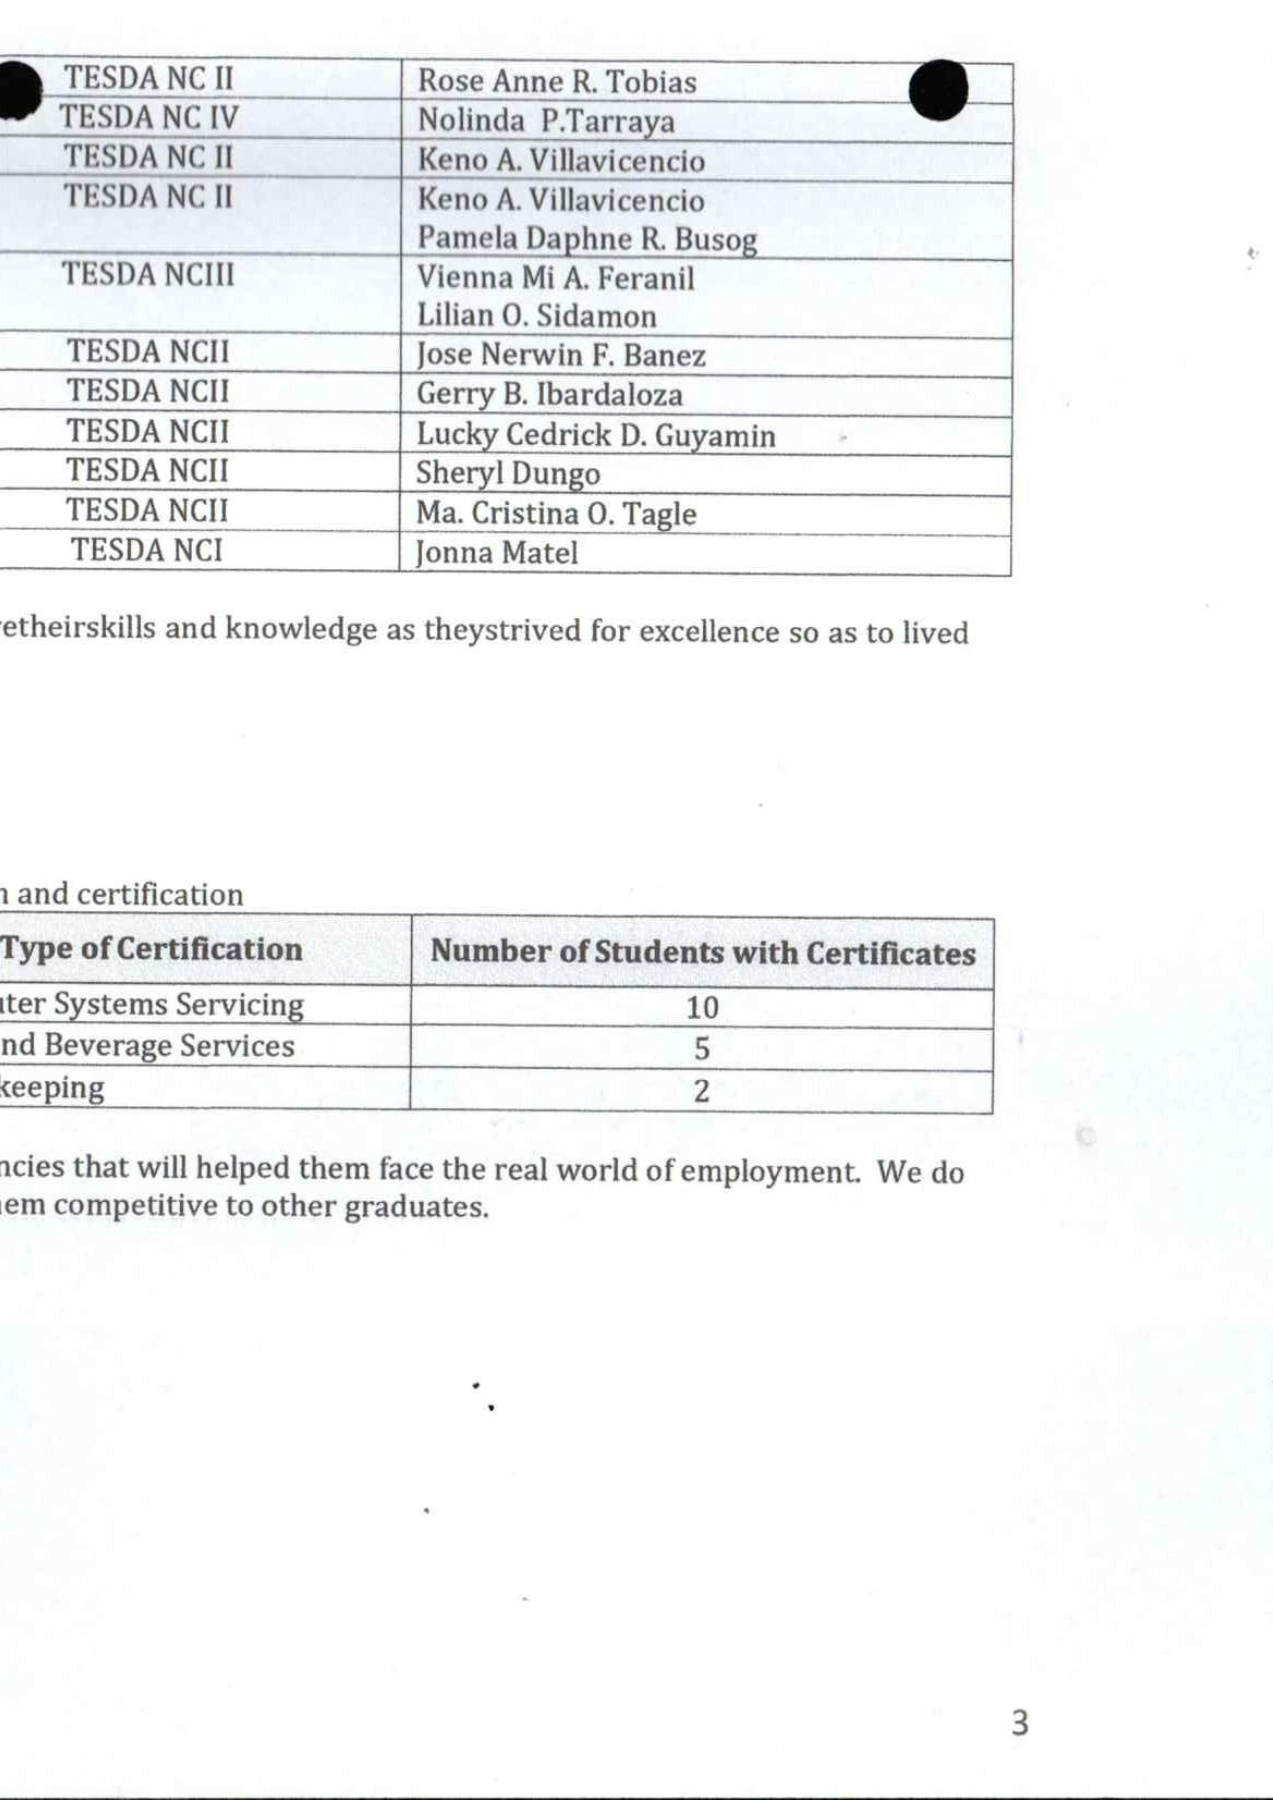 TESDA NC II Rose Anne R. Tobias
TESDA NC IV Nolinda P.Tarraya
TESDA NC II Keno A. Villavicencio
TESDA NC II Keno A. Villavicencio
Pamela Daphne R. Busog
TESDA NCIII Vienna Mi A. Feranil
Lilian O. Sidamon
TESDA NCII Jose Nerwin F. Banez
TESDA NCII Gerry B. Ibardaloza
TESDA NCII Lucky Cedrick D. Guyamin
TESDA NCII Sheryl Dungo
TESDA NCII Ma. Cristina O. Tagle
TESDA NCI Jonna Matel
etheirskills and knowledge as theystrived for excellence so as to lived
and certification
Type of Certification Number of Students with Certificates
ter Systems Servicing 10
nd Beverage Services 5
keeping 2
ncies that will helped them face the real world of employment. We do
em competitive to other graduates.
3